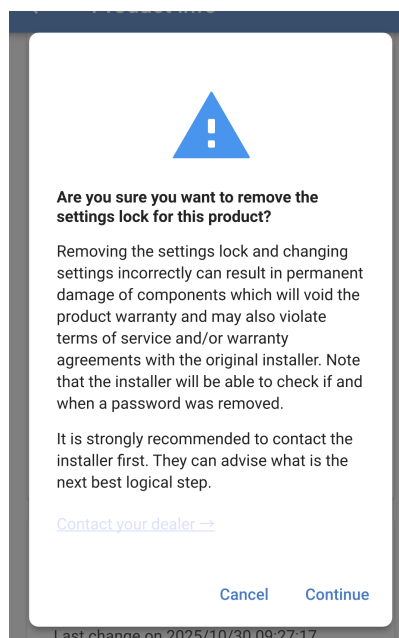 Are you sure you want to remove the
settings lock for this product?
Removing the settings lock and changing
settings incorrectly can result in permanent
damage of components which will void the
product warranty and may also violate
terms of service and/or warranty
agreements with the original installer. Note
that the installer will be able to check if and
when a password was removed.
It is strongly recommended to contact the
installer first. They can advise what is the
next best logical step.
Contact your dealer →
Cancel Continue
Last change on 2025/10/30 09:27:17